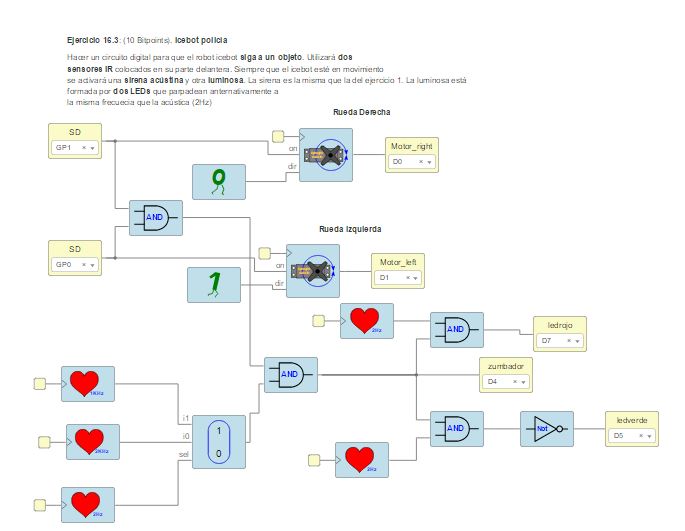 Ejercicio 16.3: (10 Bitpoints). Icebot policía
Hacer un circuito digital para que el robot icebot siga a un objeto. Utilizará dos
sensores IR colocados en su parte delantera. Siempre que el icebot esté en movimiento
se activará una sirena acústina y otra luminosa. La sirena es la misma que la del ejercicio 1. La luminosa está
formada por dos LEDs que parpadean anternativamente a
la misma frecuecia que la acústica (2Hz)
Rueda Derecha
SD
GP1
on
dir
Motor_right
D0
0
AND
Rueda Izquierda
SD
GP0
on
dir
Motor_left
D1
1
2Hz
AND
ledrojo
D7
AND
zumbador
D4
1KHz
i1
i0
sel
1
0
2KHz
AND
Not
ledverde
D5
2Hz
2Hz